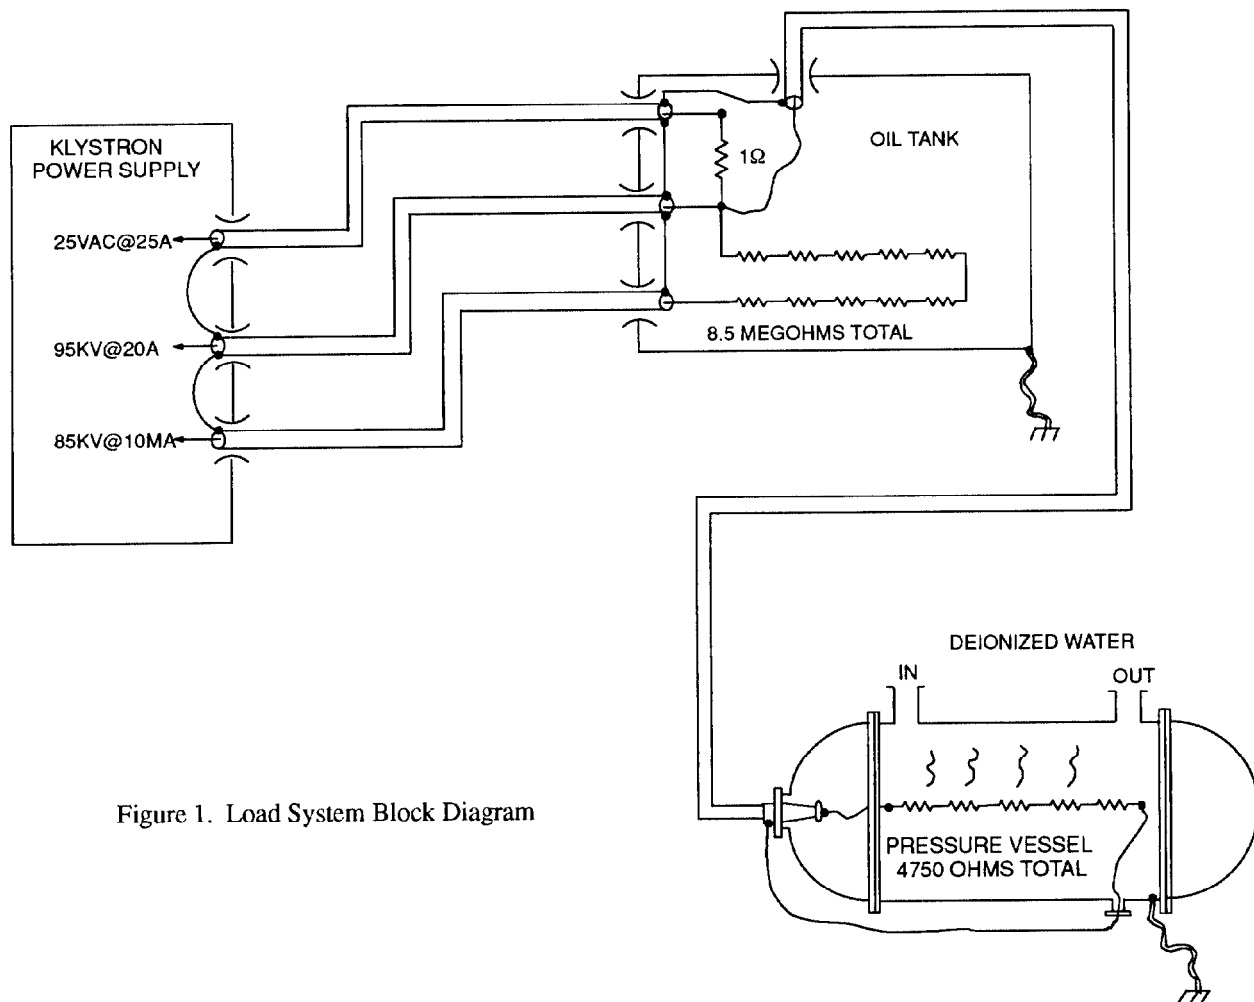 KLYSTRON
POWER SUPPLY
25VAC@25A
95KV@20A
85KV@10MA
OIL TANK
1Ω
8.5 MEGOHMS TOTAL
DEIONIZED WATER
IN
OUT
PRESSURE VESSEL
4750 OHMS TOTAL
Figure 1. Load System Block Diagram